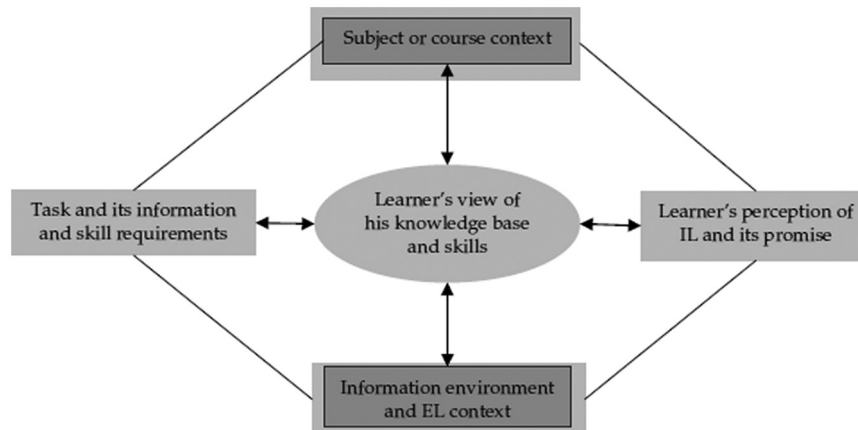 Subject or course context
Task and its information
and skill requirements
Learner's view of
his knowledge base
and skills
Learner's perception of
IL and its promise
Information environment
and EL context